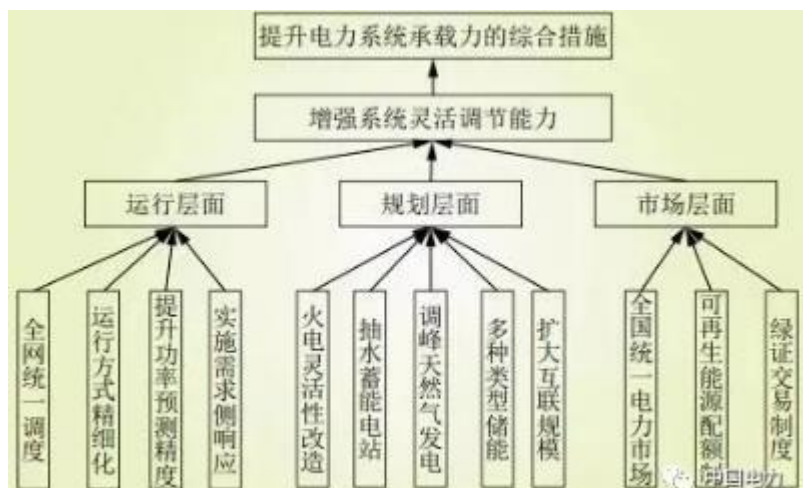 提升电力系统承载力的综合措施
增强系统灵活调节能力
运行层面
规划层面
市场层面
全网统一调度
运行方式精细化
提升功率预测精度
实施需求侧响应
火电灵活性改造
抽水蓄能电站
调峰天然气发电
多种类型储能
扩大互联规模
全国统一电力市场
可再生能源配额制
绿证交易制度
中国电力